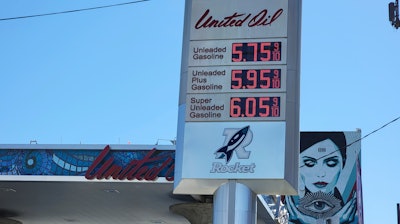 United Oil
Unleaded
Gasoline
5.75 9/10
Unleaded
Plus
Gasoline
5.95 9/10
Super
Unleaded
Gasoline
6.05 9/10
R
Rocket
United